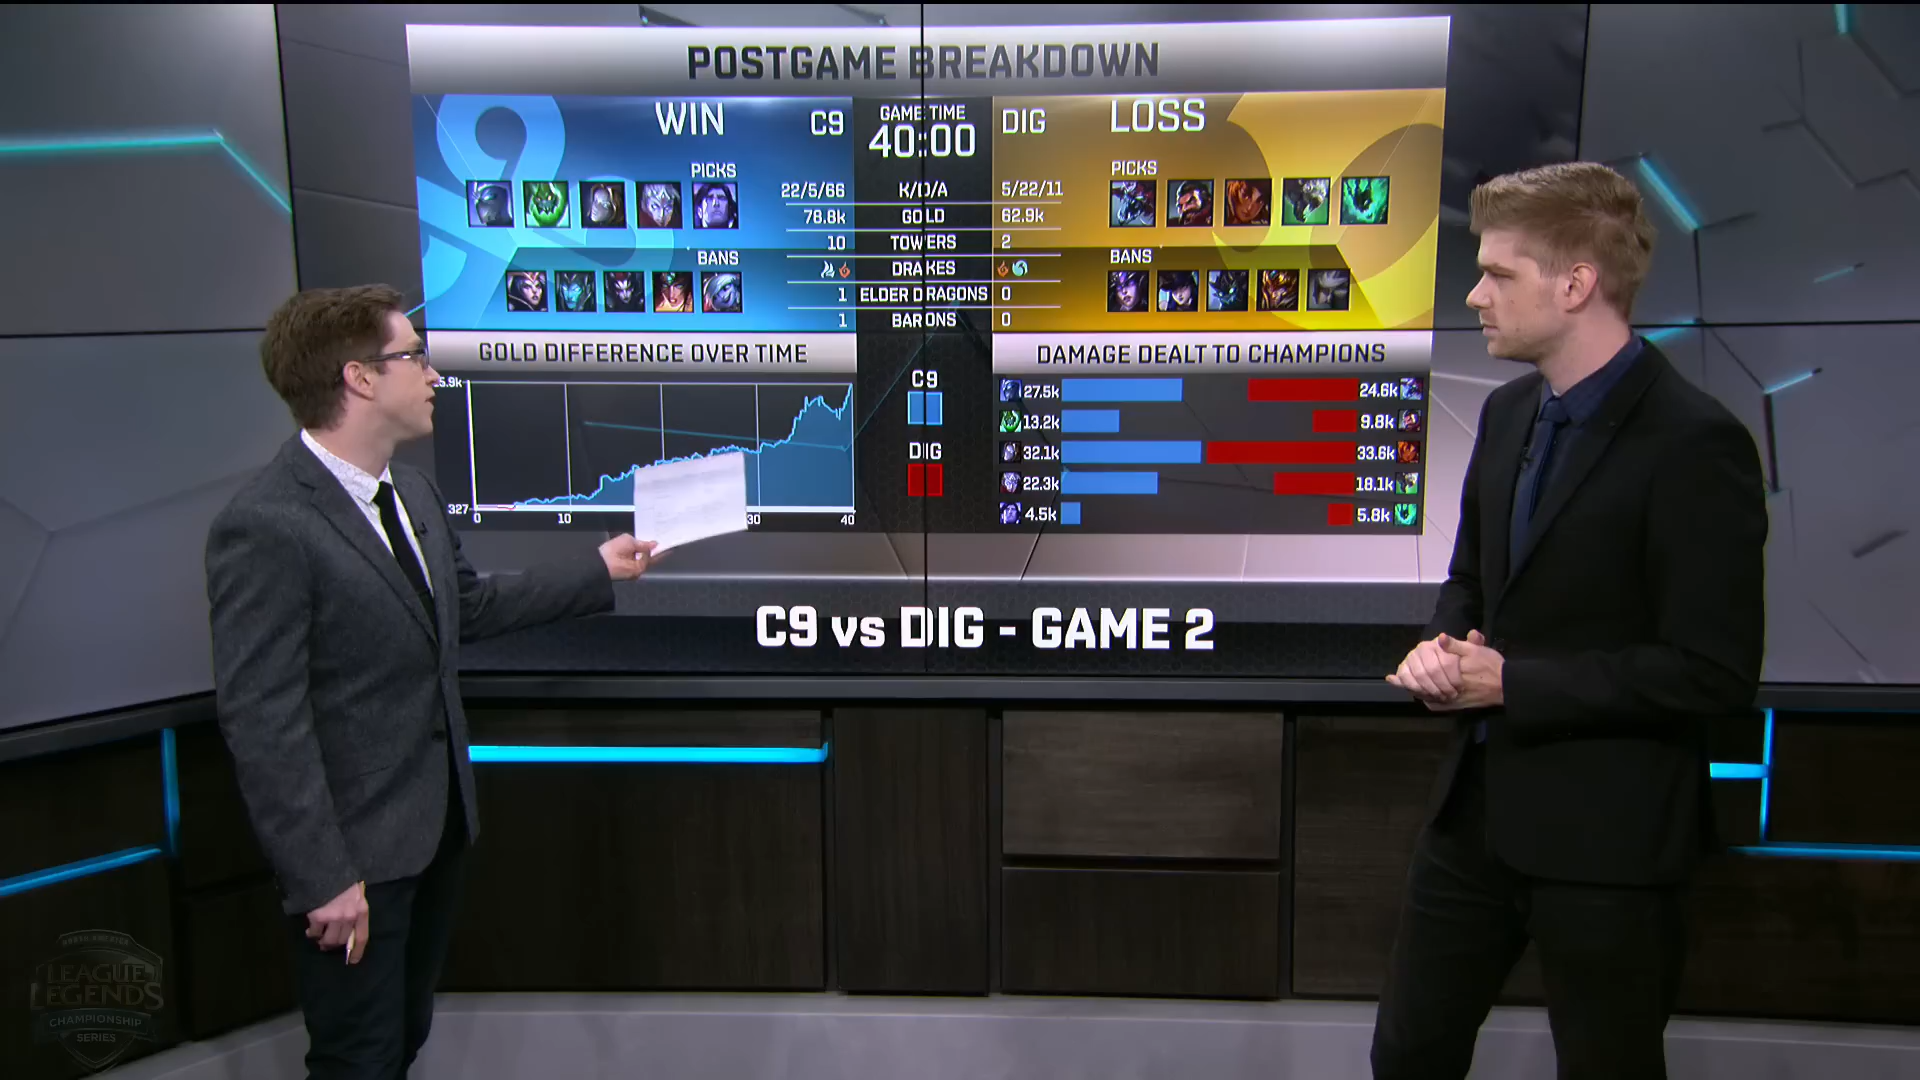 POSTGAME BREAKDOWN
WIN
C9
GAME TIME
40:00
DIG
LOSS
PICKS
PICKS
22/5/66 K/D/A 5/22/11
78.8k GOLD 62.9k
10 TOWERS 2
BANS
BANS
DRAKES
1 ELDER DRAGONS 0
1 BARONS 0
GOLD DIFFERENCE OVER TIME
C9
DIG
DAMAGE DEALT TO CHAMPIONS
5.9k
327
0 10 30 40
27.5k 24.6k
13.2k 9.8k
32.1k 33.6k
22.3k 18.1k
4.5k 5.8k
C9 vs DIG - GAME 2
NORTH AMERICA
LEAGUE
LEGENDS
CHAMPIONSHIP
SERIES